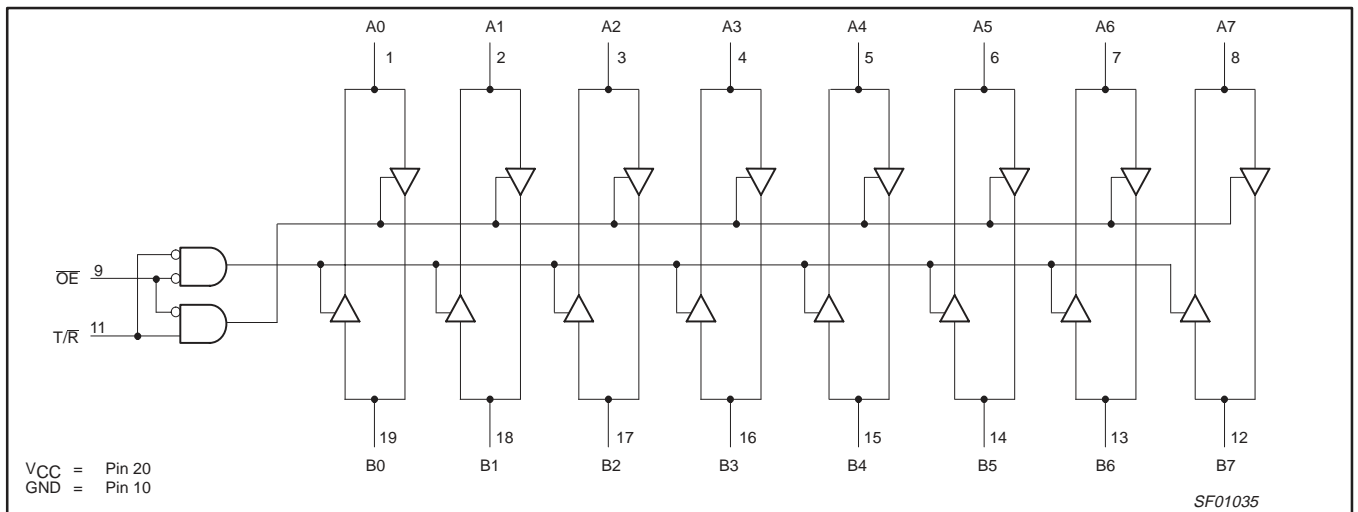 A0 A1 A2 A3 A4 A5 A6 A7
1 2 3 4 5 6 7 8
O̅E̅ 9
T/R̅ 11
19 18 17 16 15 14 13 12
B0 B1 B2 B3 B4 B5 B6 B7
VCC = Pin 20
GND = Pin 10
SF01035